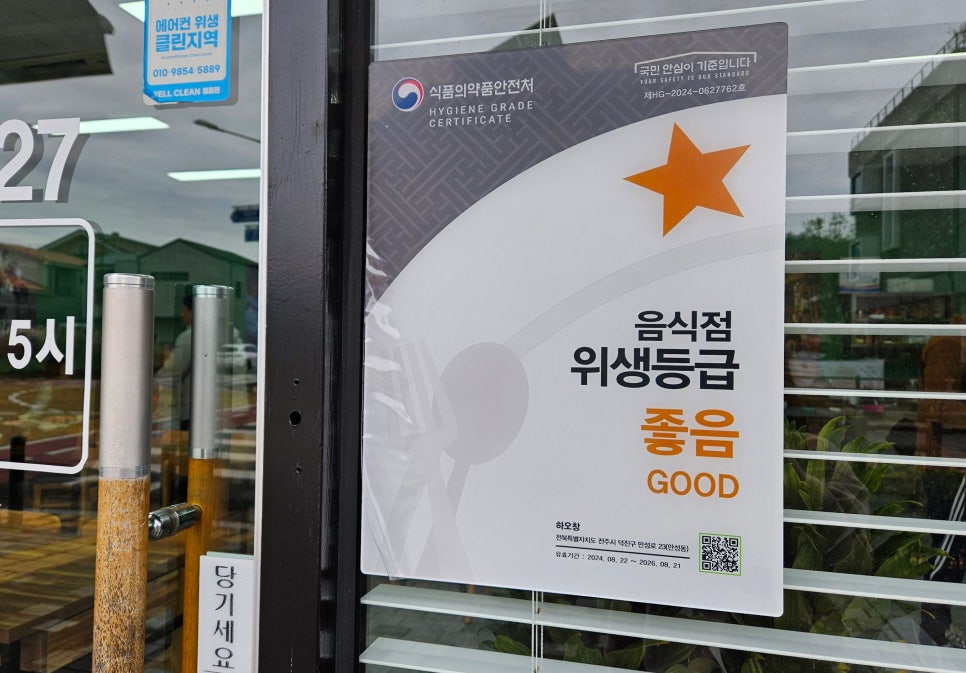 에어컨 위생
클린지역
010-9854-5889
YELL CLEAN 옐클린
27
5시
당기세요
식품의약품안전처
HYGIENE GRADE
CERTIFICATE
국민 안심이 기준입니다
YOUR SAFETY IS OUR STANDARD
제HG-2024-0627762호
음식점
위생등급
좋음
GOOD
하오창
전북특별자치도 전주시 덕진구 만성로 23(만성동)
유효기간 : 2024. 08. 22 ~ 2026. 08. 21